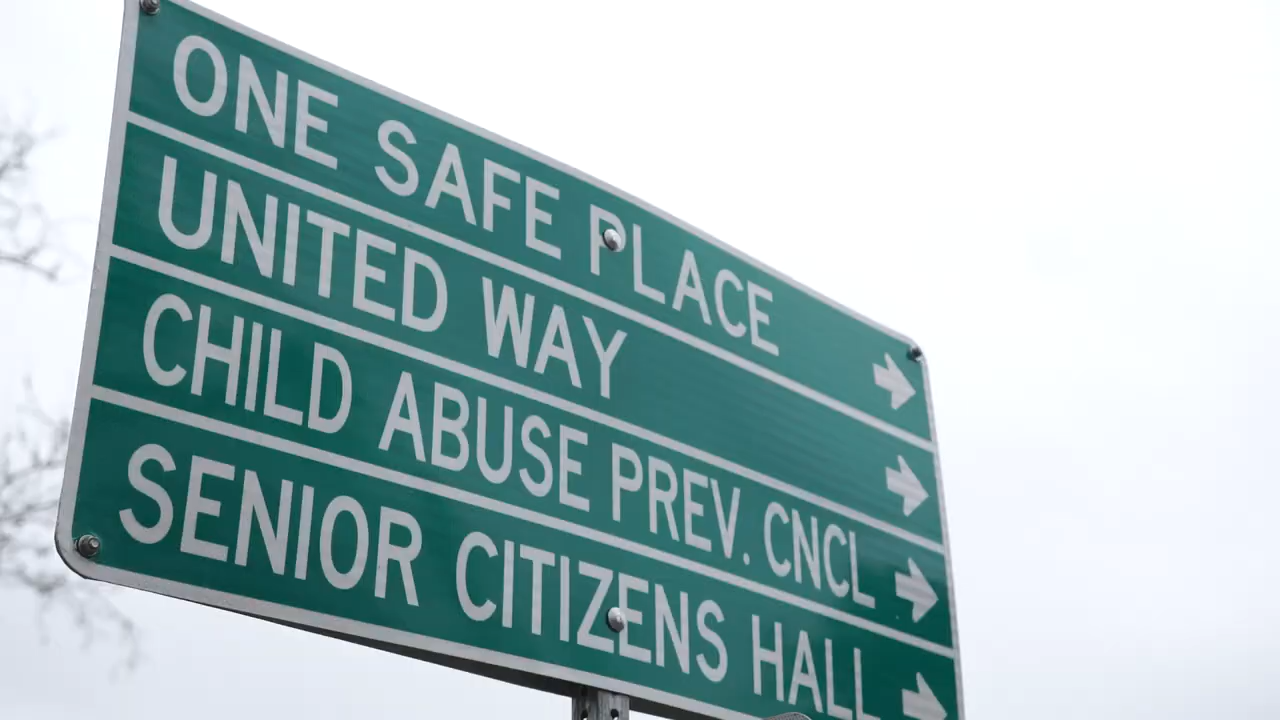 ONE SAFE PLACE
UNITED WAY
CHILD ABUSE PREV. CNCL
SENIOR CITIZENS HALL